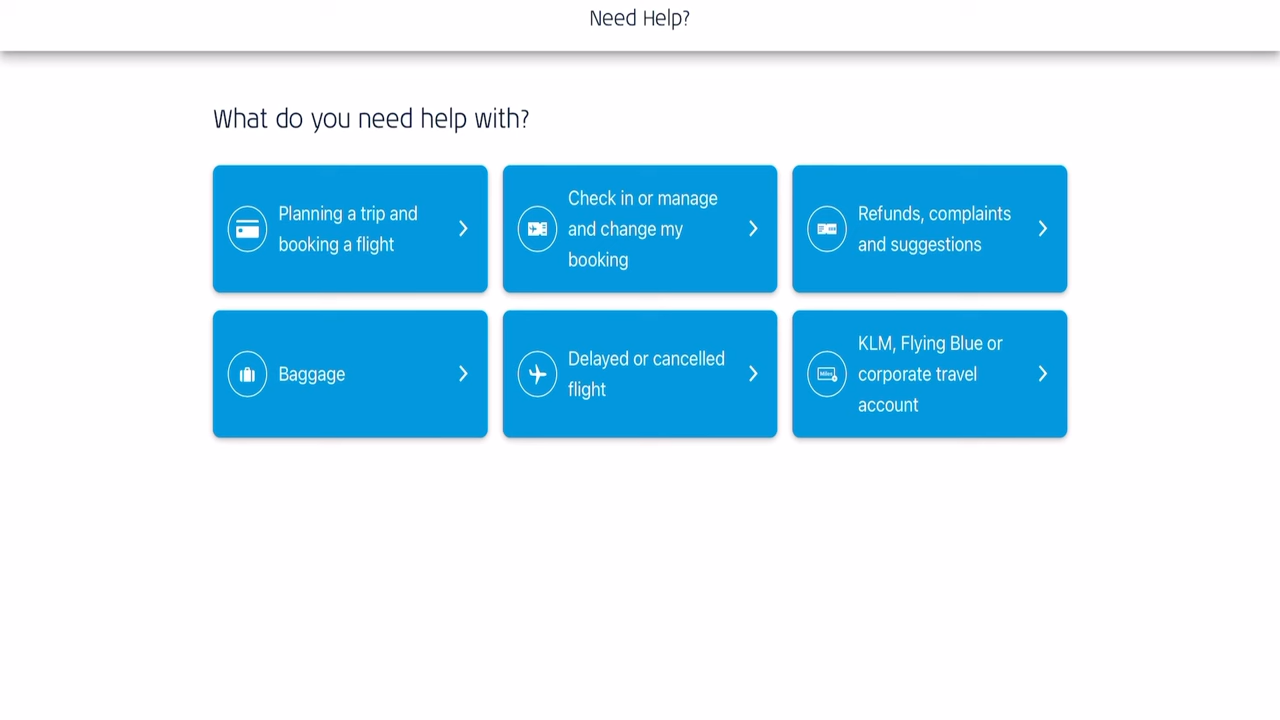 Need Help?
What do you need help with?
Planning a trip and
booking a flight
Check in or manage
and change my
booking
Refunds, complaints
and suggestions
Baggage
Delayed or cancelled
flight
Miles
KLM, Flying Blue or
corporate travel
account